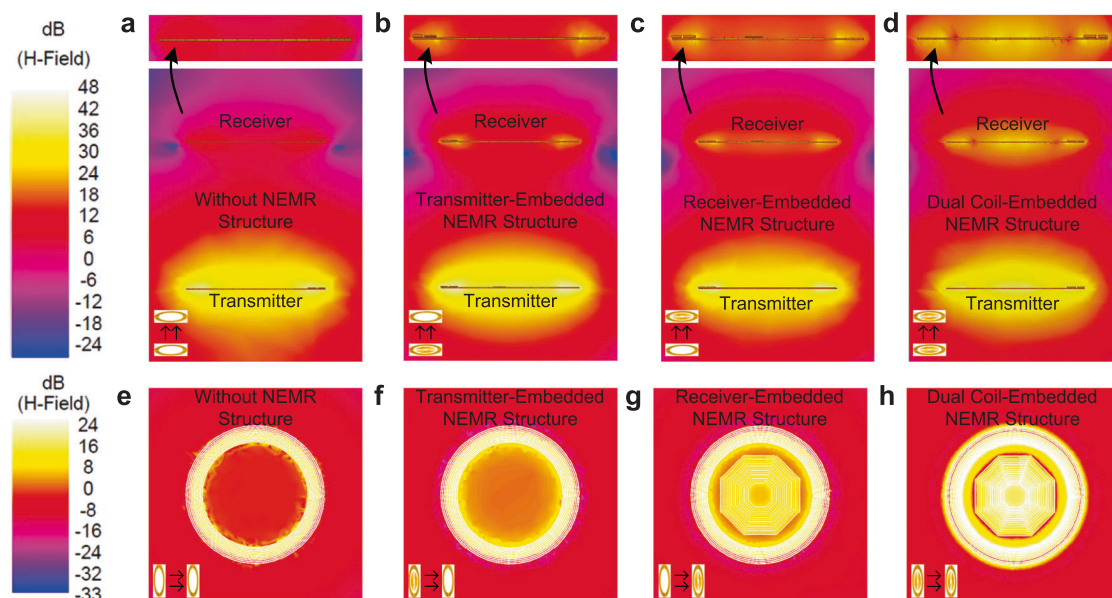 dB
(H-Field)
48
42
36
30
24
18
12
6
0
-6
-12
-18
-24
a
Receiver
Without NEMR
Structure
Transmitter
b
Receiver
Transmitter-Embedded
NEMR Structure
Transmitter
c
Receiver
Receiver-Embedded
NEMR Structure
Transmitter
d
Receiver
Dual Coil-Embedded
NEMR Structure
Transmitter
dB
(H-Field)
24
16
8
0
-8
-16
-24
-32
-33
e
Without NEMR
Structure
f
Transmitter-Embedded
NEMR Structure
g
Receiver-Embedded
NEMR Structure
h
Dual Coil-Embedded
NEMR Structure